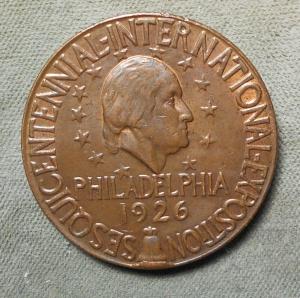 SESQUICENTENNIAL·INTERNATIONAL·EXPOSITION
PHILADELPHIA
1926